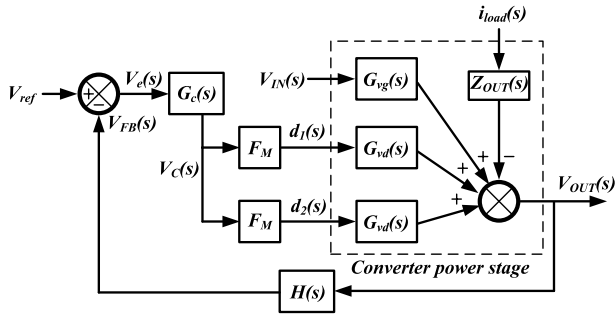 i_load(s)
V_ref
+
−
V_e(s)
G_c(s)
V_IN(s)
G_vg(s)
Z_OUT(s)
V_FB(s)
V_C(s)
F_M
d_1(s)
G_vd(s)
+
+
−
V_OUT(s)
F_M
d_2(s)
G_vd(s)
+
Converter power stage
H(s)